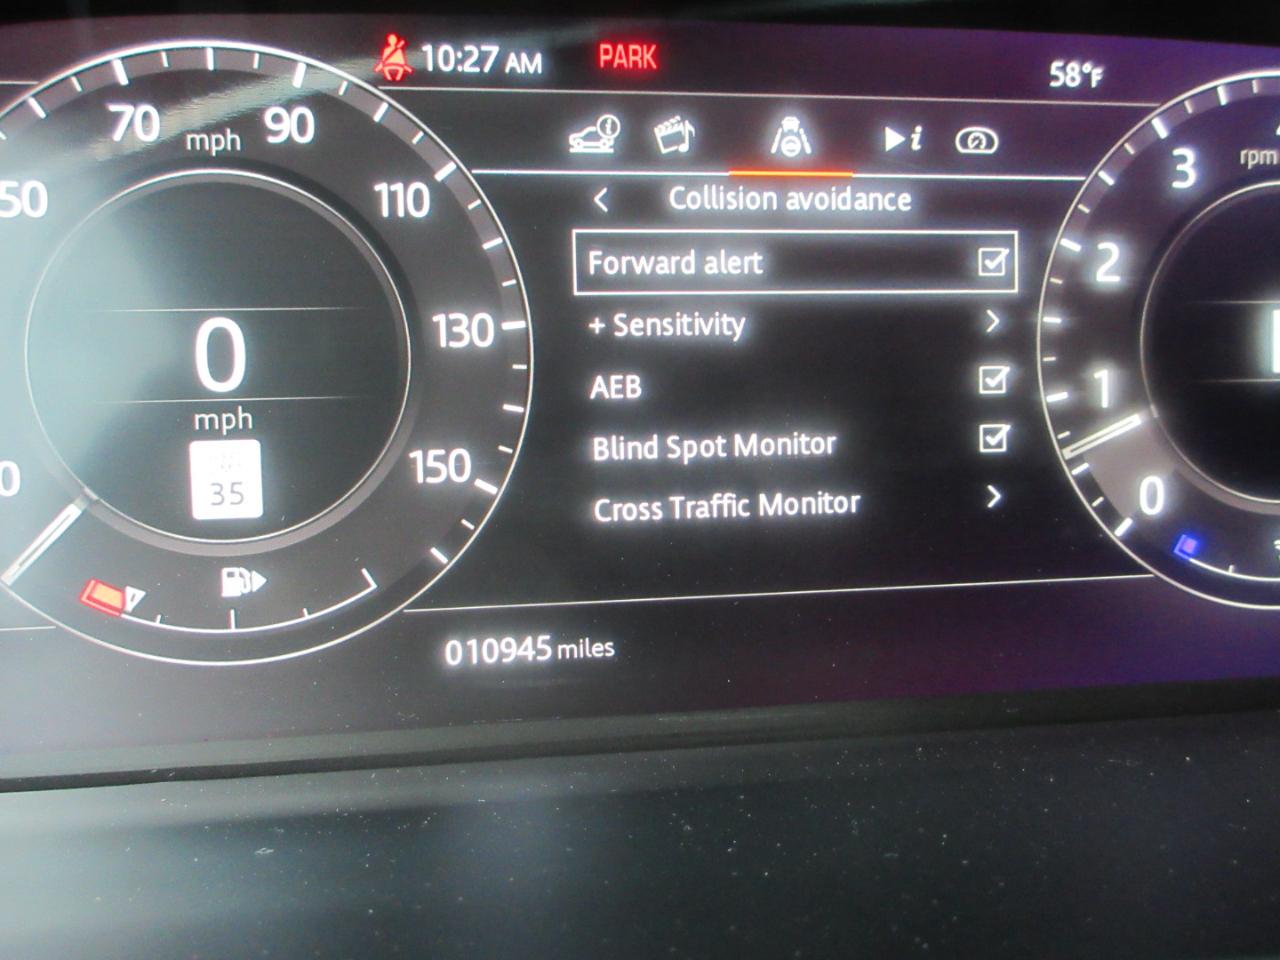 10:27 AM
PARK
58°F
50
70
mph
90
110
130
150
0
mph
35
0
Collision avoidance
Forward alert
+ Sensitivity
AEB
Blind Spot Monitor
Cross Traffic Monitor
3
rpm
2
1
0
010945 miles